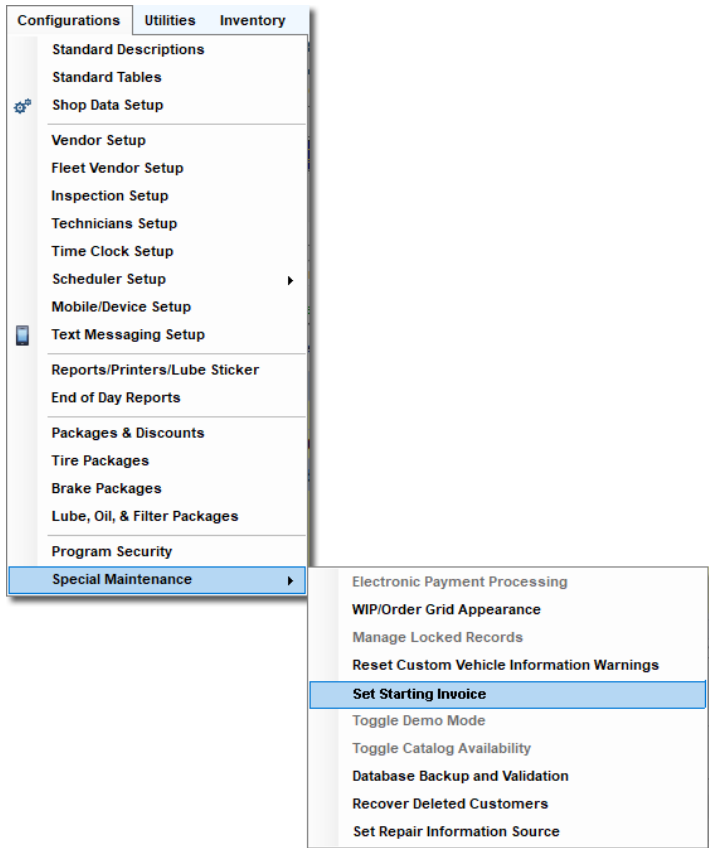 Configurations Utilities Inventory
Standard Descriptions
Standard Tables
Shop Data Setup
Vendor Setup
Fleet Vendor Setup
Inspection Setup
Technicians Setup
Time Clock Setup
Scheduler Setup
Mobile/Device Setup
Text Messaging Setup
Reports/Printers/Lube Sticker
End of Day Reports
Packages & Discounts
Tire Packages
Brake Packages
Lube, Oil, & Filter Packages
Program Security
Special Maintenance
Electronic Payment Processing
WIP/Order Grid Appearance
Manage Locked Records
Reset Custom Vehicle Information Warnings
Set Starting Invoice
Toggle Demo Mode
Toggle Catalog Availability
Database Backup and Validation
Recover Deleted Customers
Set Repair Information Source